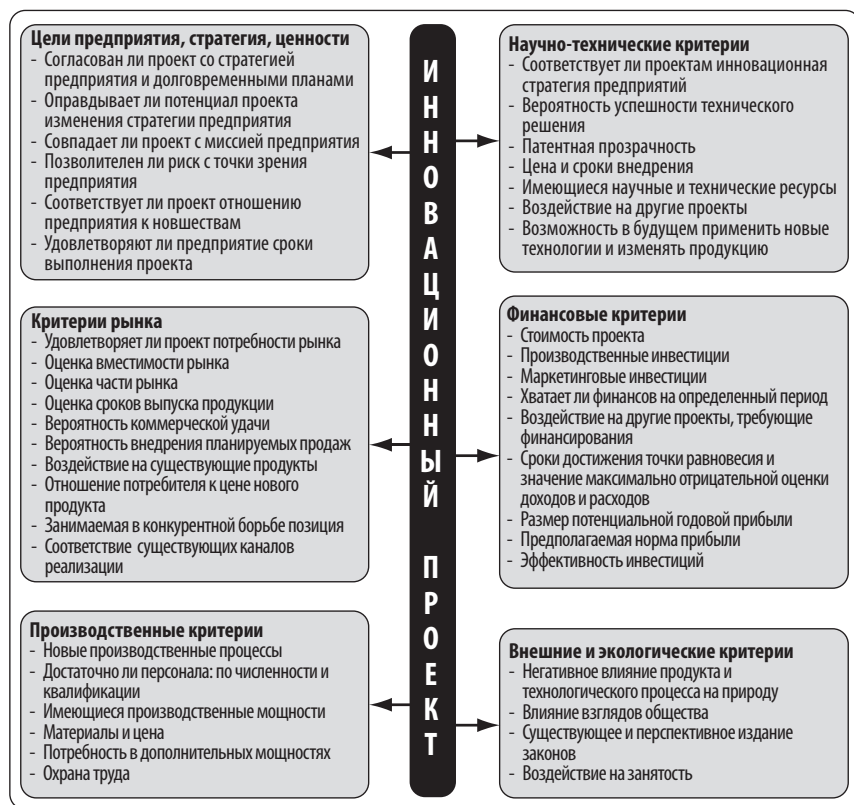 Цели предприятия, стратегия, ценности
- Согласован ли проект со стратегией
предприятия и долговременными планами
- Оправдывает ли потенциал проекта
изменения стратегии предприятия
- Совпадает ли проект с миссией предприятия
- Позволителен ли риск с точки зрения
предприятия
- Соответствует ли проект отношению
предприятия к новшествам
- Удовлетворяют ли предприятие сроки
выполнения проекта
Критерии рынка
- Удовлетворяет ли проект потребности рынка
- Оценка вместимости рынка
- Оценка части рынка
- Оценка сроков выпуска продукции
- Вероятность коммерческой удачи
- Вероятность внедрения планируемых продаж
- Воздействие на существующие продукты
- Отношение потребителя к цене нового
продукта
- Занимаемая в конкурентной борьбе позиция
- Соответствие существующих каналов
реализации
Производственные критерии
- Новые производственные процессы
- Достаточно ли персонала: по численности и
квалификации
- Имеющиеся производственные мощности
- Материалы и цена
- Потребность в дополнительных мощностях
- Охрана труда
ИННОВАЦИОННЫЙ ПРОЕКТ
Научно-технические критерии
- Соответствует ли проектам инновационная
стратегия предприятий
- Вероятность успешности технического
решения
- Патентная прозрачность
- Цена и сроки внедрения
- Имеющиеся научные и технические ресурсы
- Воздействие на другие проекты
- Возможность в будущем применить новые
технологии и изменять продукцию
Финансовые критерии
- Стоимость проекта
- Производственные инвестиции
- Маркетинговые инвестиции
- Хватает ли финансов на определенный период
- Воздействие на другие проекты, требующие
финансирования
- Сроки достижения точки равновесия и
значение максимально отрицательной оценки
доходов и расходов
- Размер потенциальной годовой прибыли
- Предполагаемая норма прибыли
- Эффективность инвестиций
Внешние и экологические критерии
- Негативное влияние продукта и
технологического процесса на природу
- Влияние взглядов общества
- Существующее и перспективное издание
законов
- Воздействие на занятость